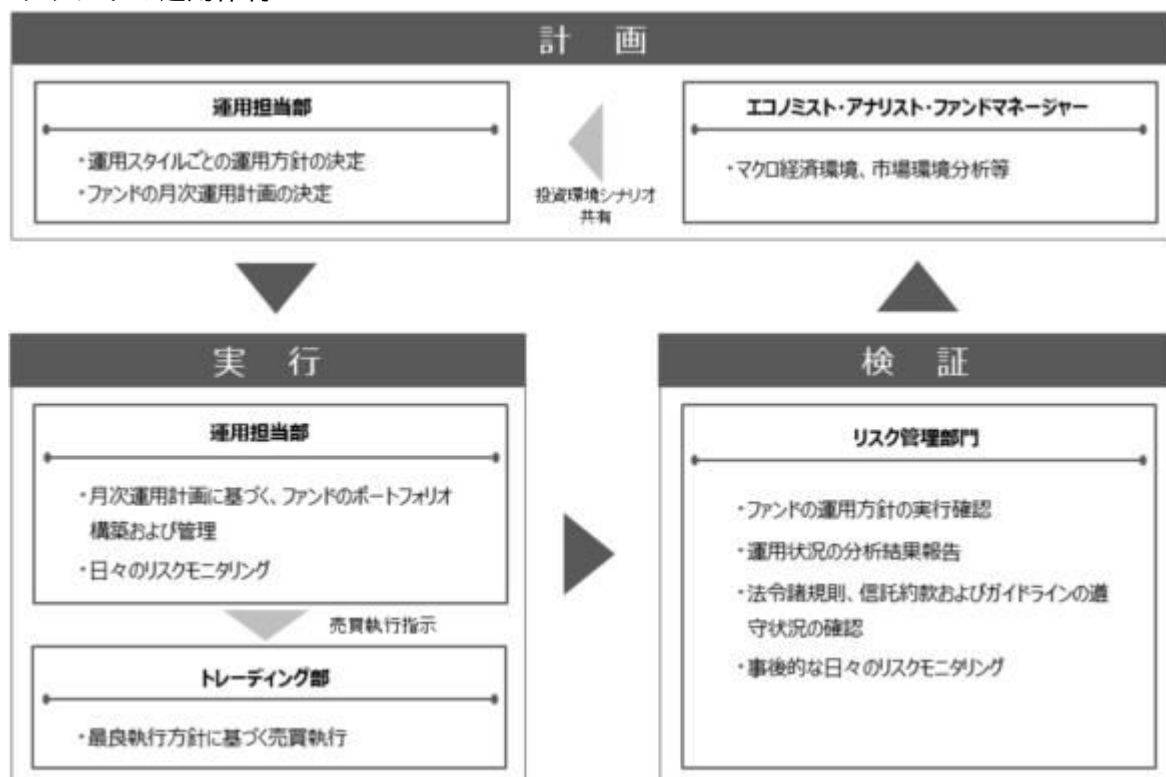 計 画
運用担当部
・運用スタイルごとの運用方針の決定
・ファンドの月次運用計画の決定
投資環境シナリオ
共有
エコノミスト・アナリスト・ファンドマネージャー
・マクロ経済環境、市場環境分析等
実 行
運用担当部
・月次運用計画に基づく、ファンドのポートフォリオ
構築および管理
・日々のリスクモニタリング
売買執行指示
トレーディング部
・最良執行方針に基づく売買執行
検 証
リスク管理部門
・ファンドの運用方針の実行確認
・運用状況の分析結果報告
・法令諸規則、信託約款およびガイドラインの遵
守状況の確認
・事後的な日々のリスクモニタリング